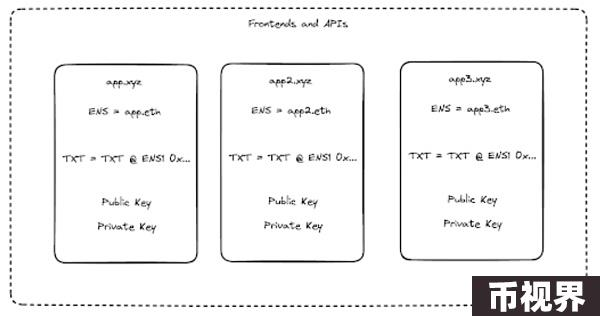 Frontends and APIs
app.xyz
ENS = app.eth
TXT = TXT @ ENS1 0x...
Public Key
Private Key
app2.xyz
ENS = app2.eth
TXT = TXT @ ENS1 0x...
Public Key
Private Key
app3.xyz
ENS = app3.eth
TXT = TXT @ ENS1 0x...
Public Key
Private Key
币视界